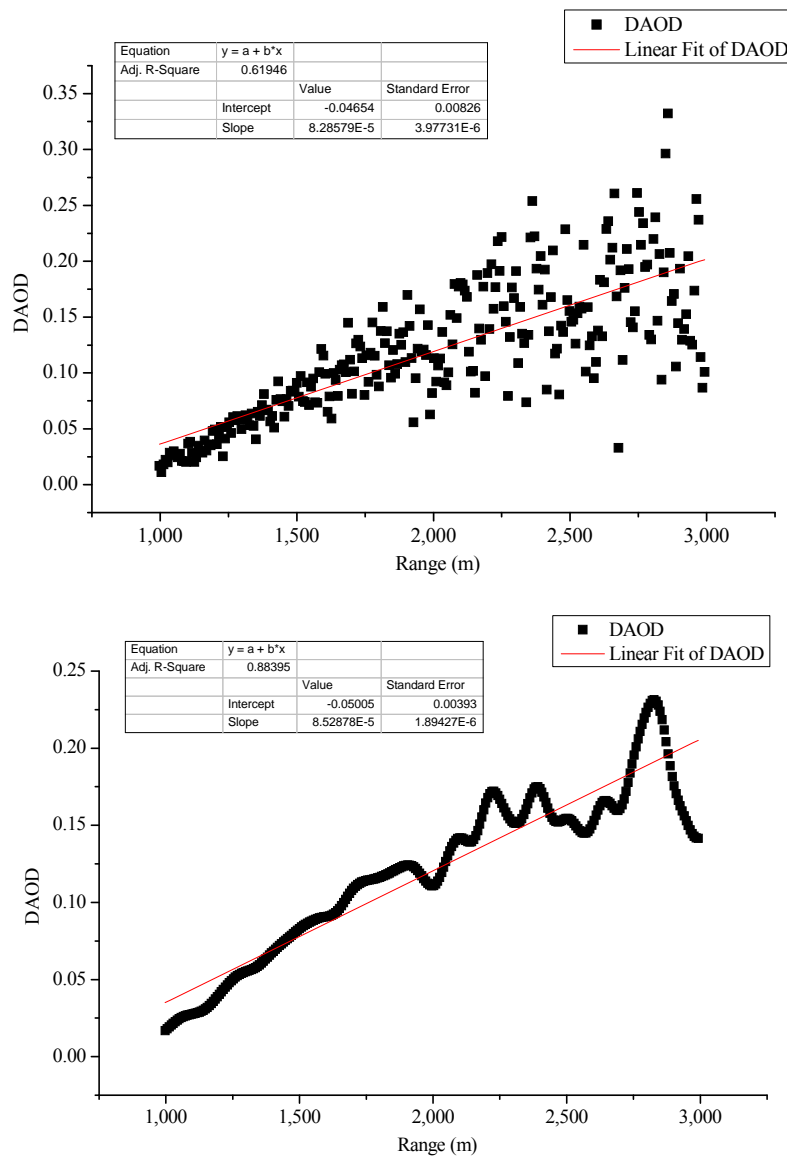 DAOD
Linear Fit of DAOD
Equation y = a + b*x
Adj. R-Square 0.61946
Value Standard Error
Intercept -0.04654 0.00826
Slope 8.28579E-5 3.97731E-6
0.35
0.30
0.25
0.20
0.15
0.10
0.05
0.00
DAOD
1,000 1,500 2,000 2,500 3,000
Range (m)
DAOD
Linear Fit of DAOD
Equation y = a + b*x
Adj. R-Square 0.88395
Value Standard Error
Intercept -0.05005 0.00393
Slope 8.52878E-5 1.89427E-6
0.25
0.20
0.15
0.10
0.05
0.00
DAOD
1,000 1,500 2,000 2,500 3,000
Range (m)